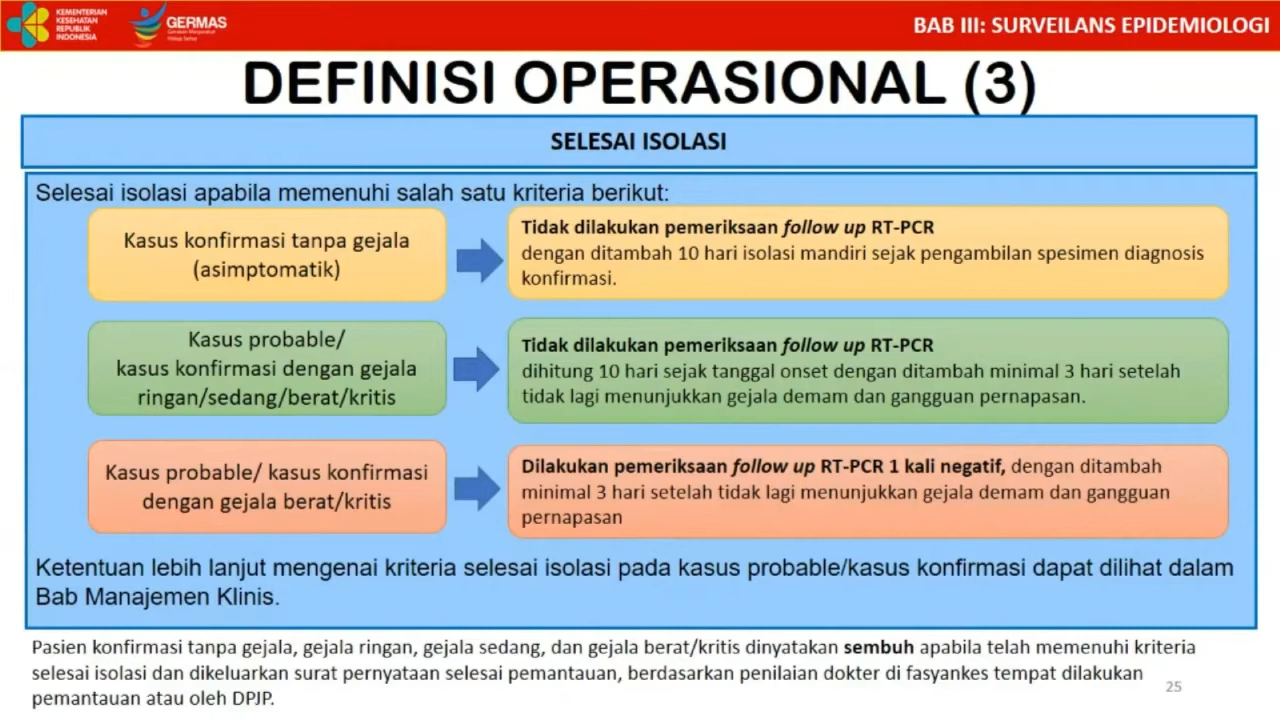 KEMENTERIAN
KESEHATAN
REPUBLIK
INDONESIA
GERMAS
Gerakan Masyarakat
Hidup Sehat
BAB III: SURVEILANS EPIDEMIOLOGI
DEFINISI OPERASIONAL (3)
SELESAI ISOLASI
Selesai isolasi apabila memenuhi salah satu kriteria berikut:
Kasus konfirmasi tanpa gejala
(asimptomatik)
Tidak dilakukan pemeriksaan follow up RT-PCR
dengan ditambah 10 hari isolasi mandiri sejak pengambilan spesimen diagnosis
konfirmasi.
Kasus probable/
kasus konfirmasi dengan gejala
ringan/sedang/berat/kritis
Tidak dilakukan pemeriksaan follow up RT-PCR
dihitung 10 hari sejak tanggal onset dengan ditambah minimal 3 hari setelah
tidak lagi menunjukkan gejala demam dan gangguan pernapasan.
Kasus probable/ kasus konfirmasi
dengan gejala berat/kritis
Dilakukan pemeriksaan follow up RT-PCR 1 kali negatif, dengan ditambah
minimal 3 hari setelah tidak lagi menunjukkan gejala demam dan gangguan
pernapasan
Ketentuan lebih lanjut mengenai kriteria selesai isolasi pada kasus probable/kasus konfirmasi dapat dilihat dalam
Bab Manajemen Klinis.
Pasien konfirmasi tanpa gejala, gejala ringan, gejala sedang, dan gejala berat/kritis dinyatakan sembuh apabila telah memenuhi kriteria
selesai isolasi dan dikeluarkan surat pernyataan selesai pemantauan, berdasarkan penilaian dokter di fasyankes tempat dilakukan
pemantauan atau oleh DPJP.
25